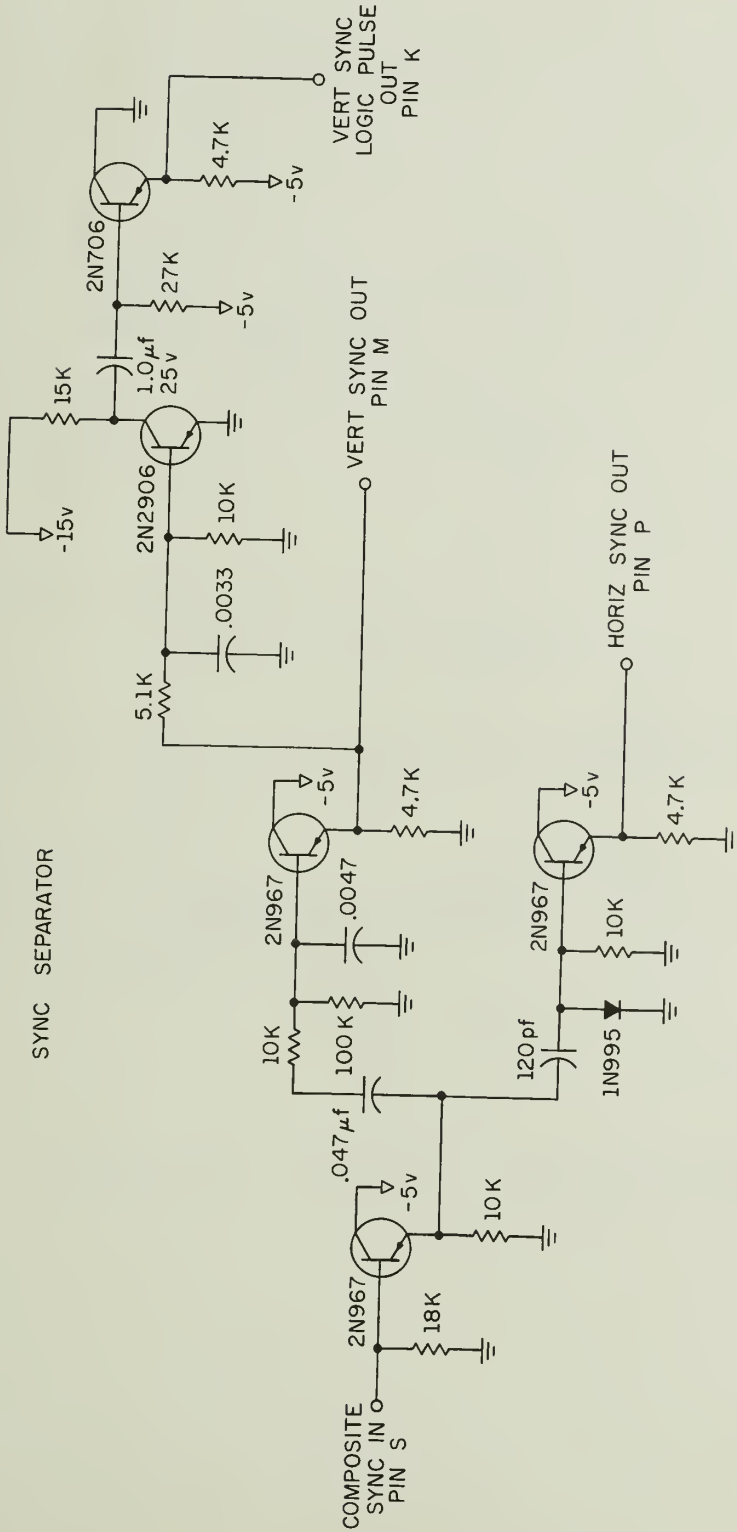 SYNC SEPARATOR
COMPOSITE
SYNC IN
PIN S
2N967
18K
-5v
10K
.047µf
10K
100K
2N967
.0047
-5v
4.7K
120pf
1N995
10K
2N967
-5v
4.7K
HORIZ SYNC OUT
PIN P
VERT SYNC OUT
PIN M
5.1K
.0033
10K
2N2906
-15v
15K
1.0µf
25v
27K
-5v
2N706
4.7K
-5v
VERT SYNC
LOGIC PULSE
OUT
PIN K